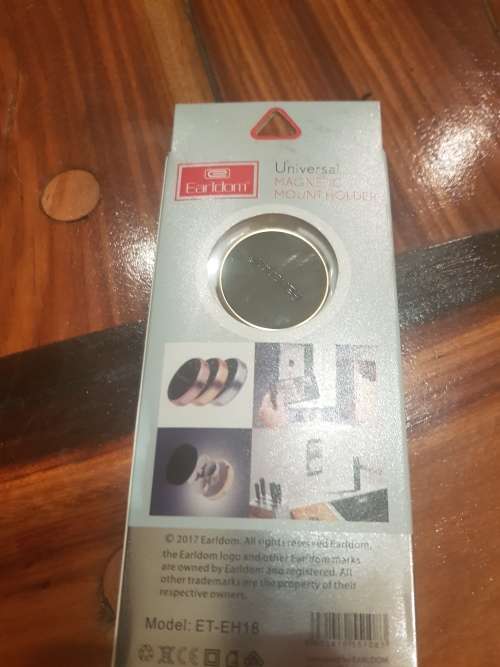 Earldom
Universal
MAGNETIC
MOUNT HOLDER
© 2017 Earldom. All rights reserved Earldom,
the Earldom logo and other Earldom marks
are owned by Earldom and registered. All
other trademarks are the property of their
respective owners.
Model: ET-EH18